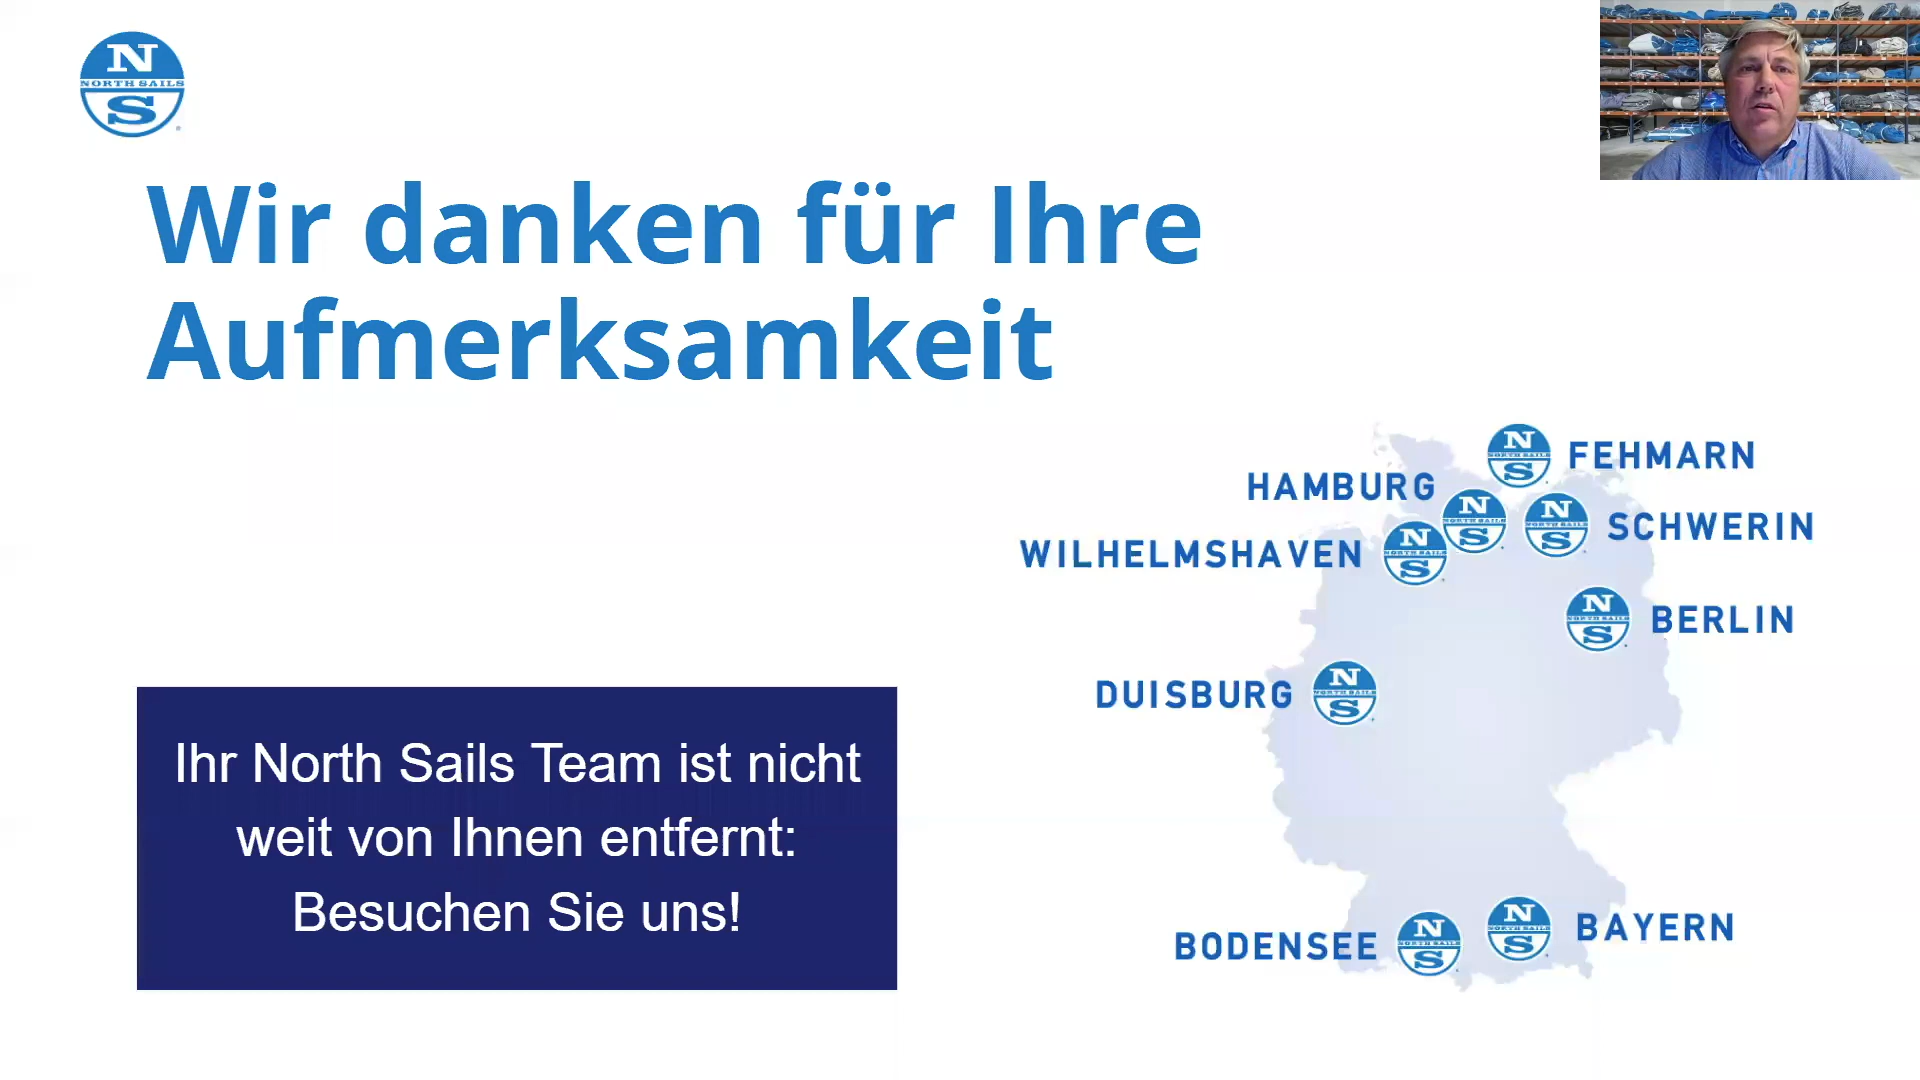 N
NORTH SAILS
S
Wir danken für Ihre
Aufmerksamkeit
FEHMARN
HAMBURG
SCHWERIN
WILHELMSHAVEN
BERLIN
DUISBURG
Ihr North Sails Team ist nicht
weit von Ihnen entfernt:
Besuchen Sie uns!
BAYERN
BODENSEE